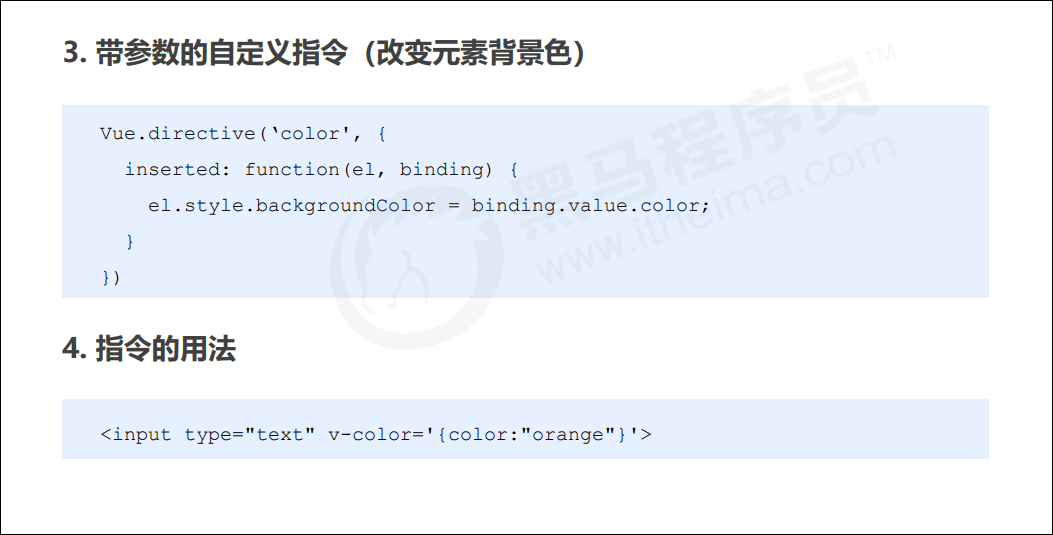 3. 带参数的自定义指令（改变元素背景色）
Vue.directive(‘color', {
inserted: function(el, binding) {
el.style.backgroundColor = binding.value.color;
}
})
黑马程序员™
www.itheima.com
4. 指令的用法
<input type="text" v-color='{color:"orange"}'>